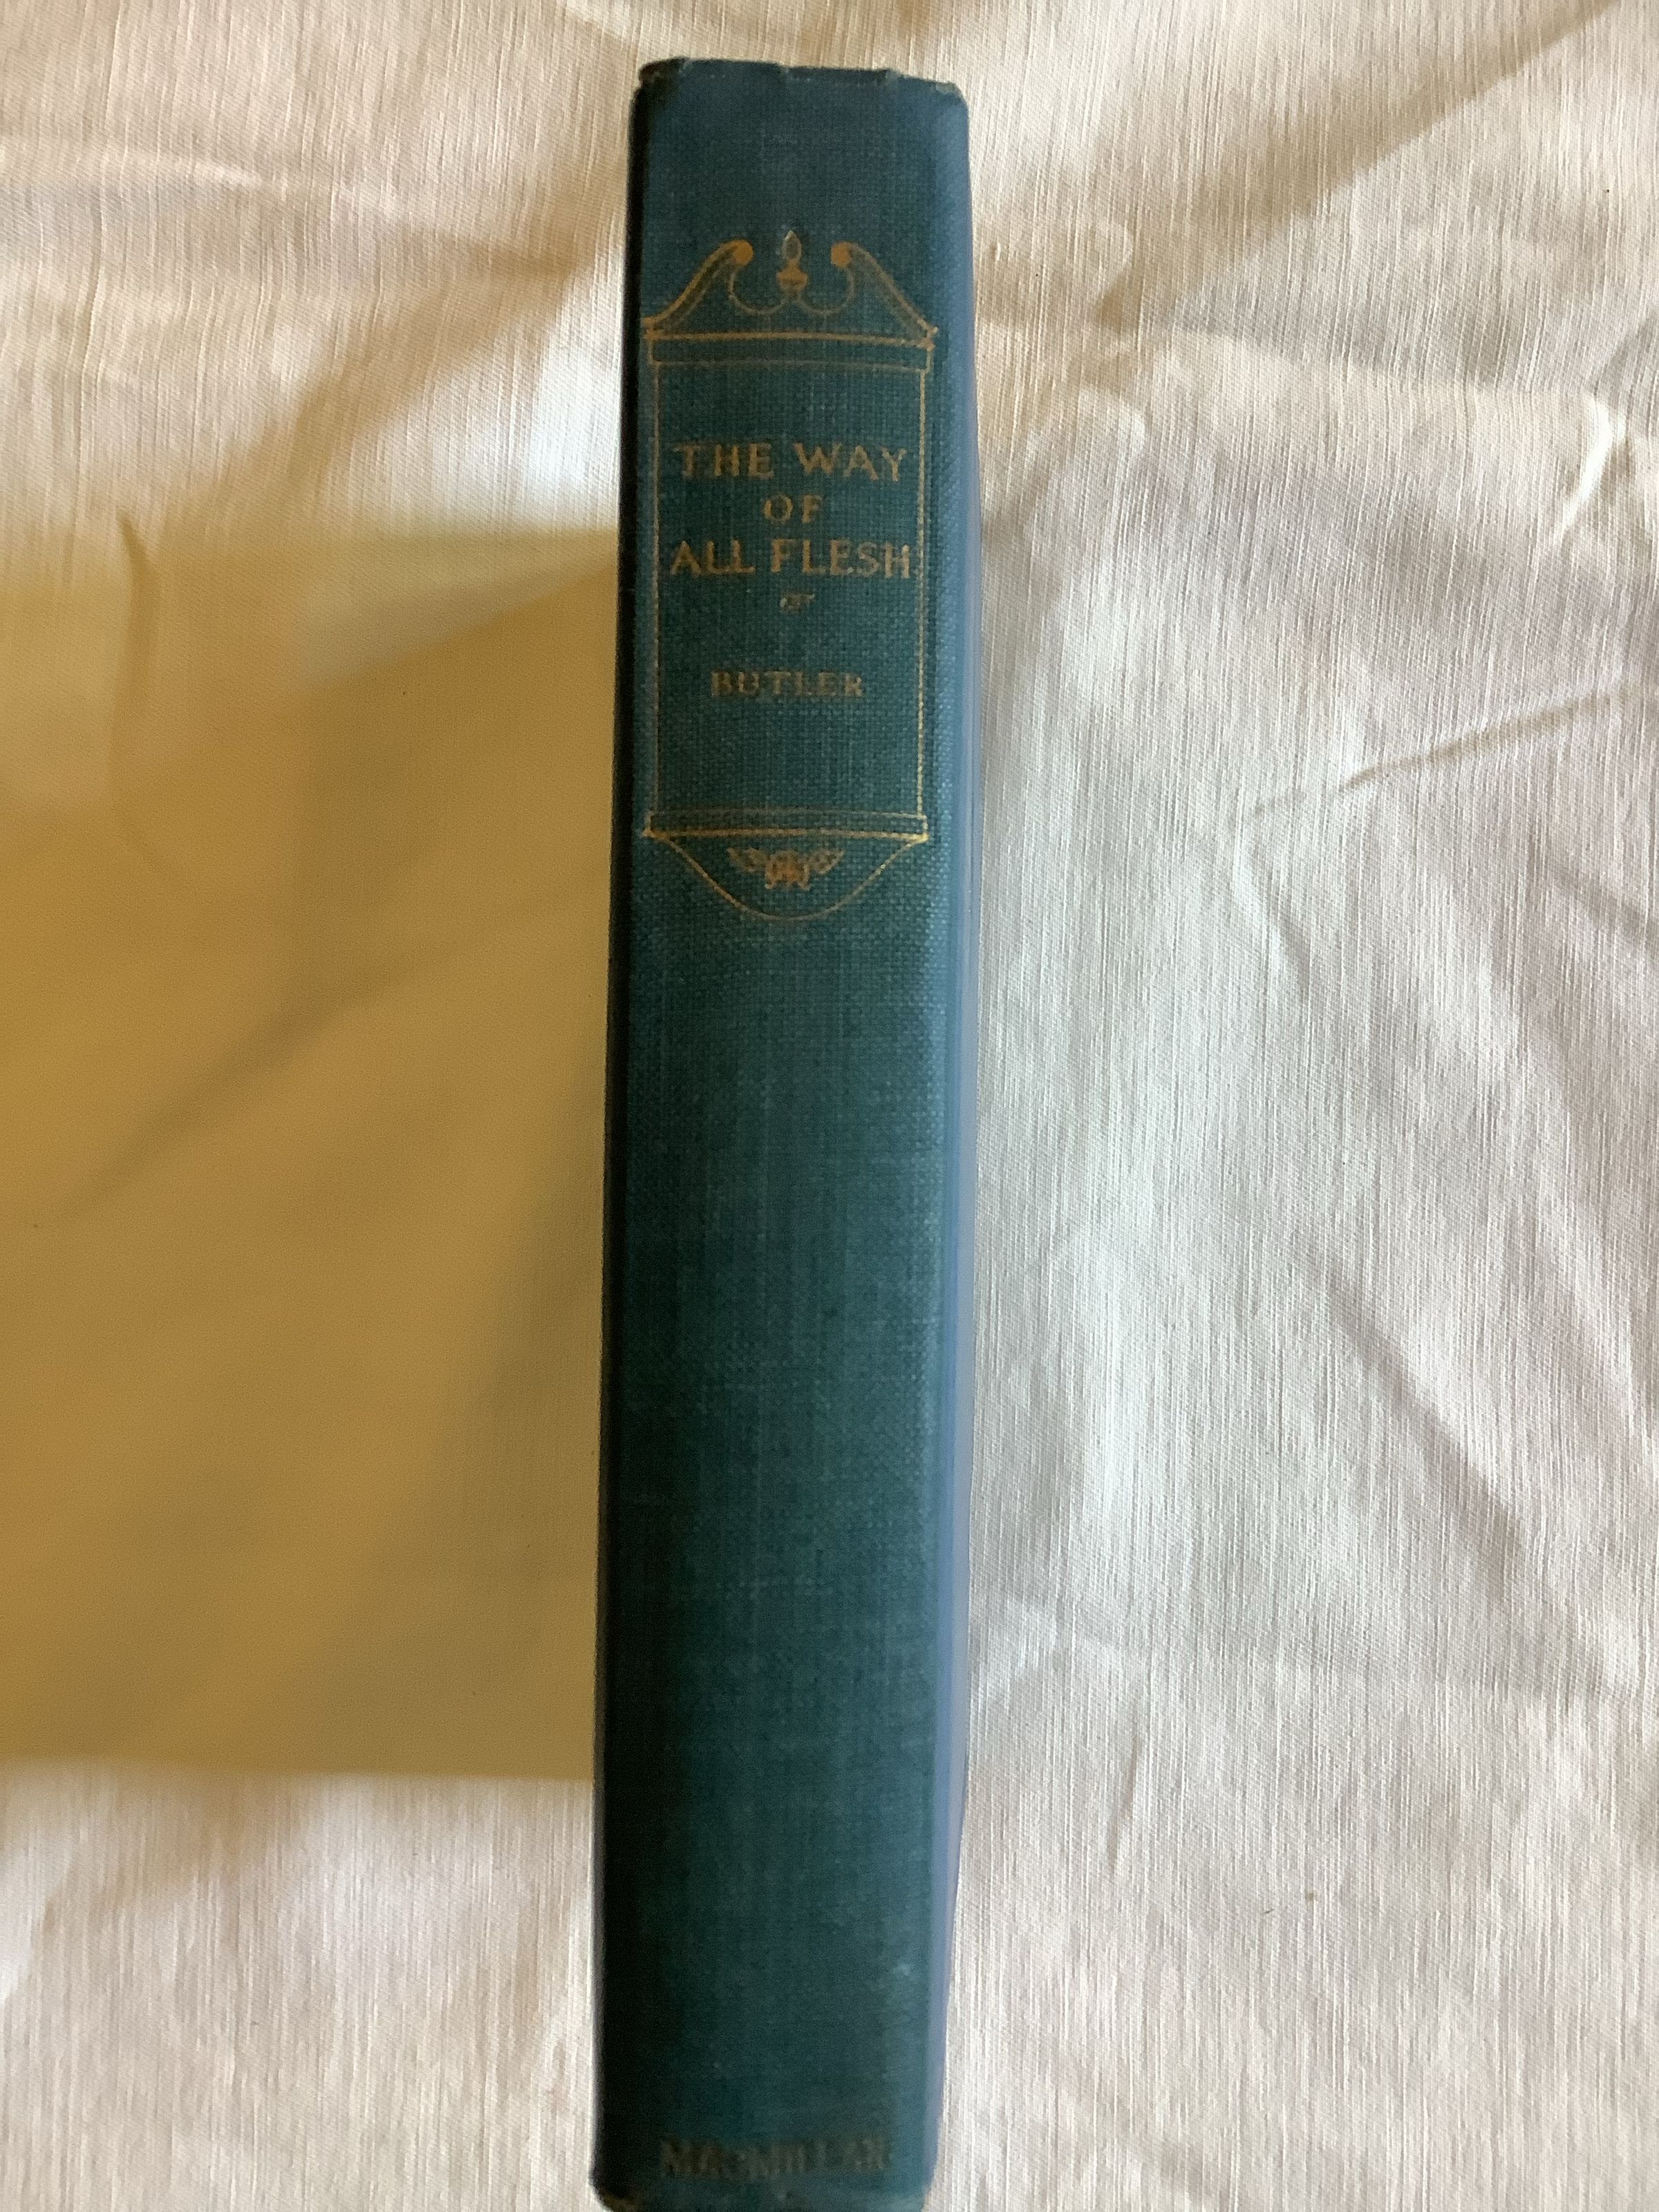 THE WAY
OF
ALL FLESH
BUTLER
MACMILLAN